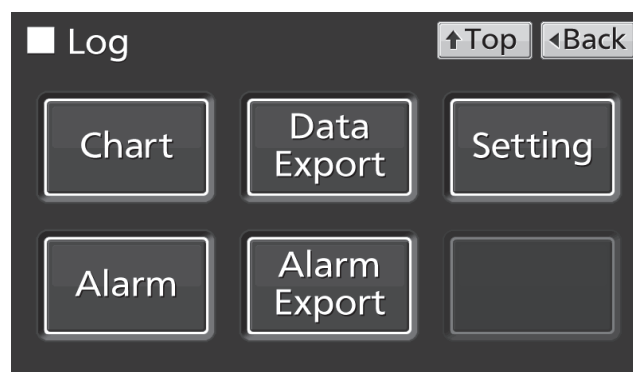 Log
↑Top
◂Back
Chart
Data
Export
Setting
Alarm
Alarm
Export